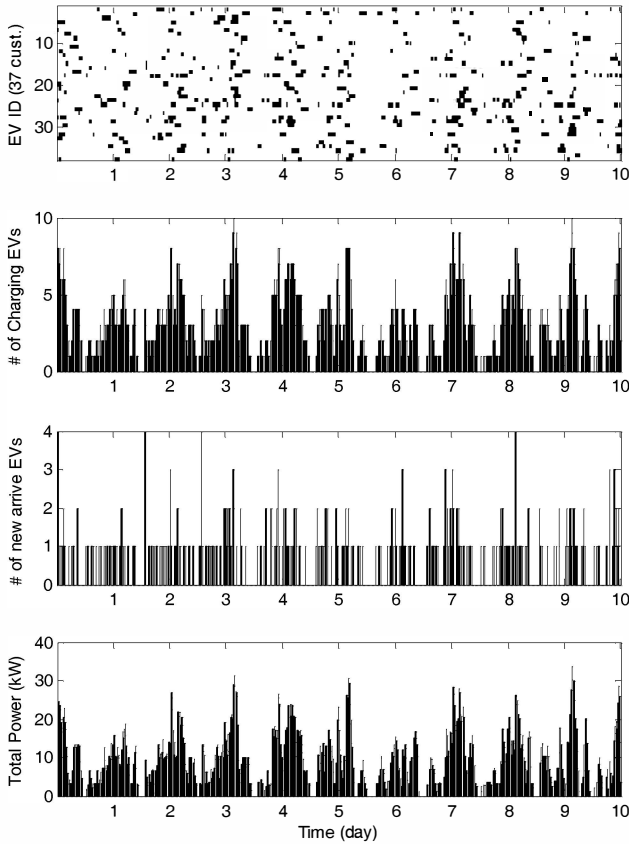 EV ID (37 cust.)
10
20
30
1 2 3 4 5 6 7 8 9 10
# of Charging EVs
10
5
0
1 2 3 4 5 6 7 8 9 10
# of new arrive EVs
4
3
2
1
0
1 2 3 4 5 6 7 8 9 10
Total Power (kW)
40
30
20
10
0
1 2 3 4 5 6 7 8 9 10
Time (day)